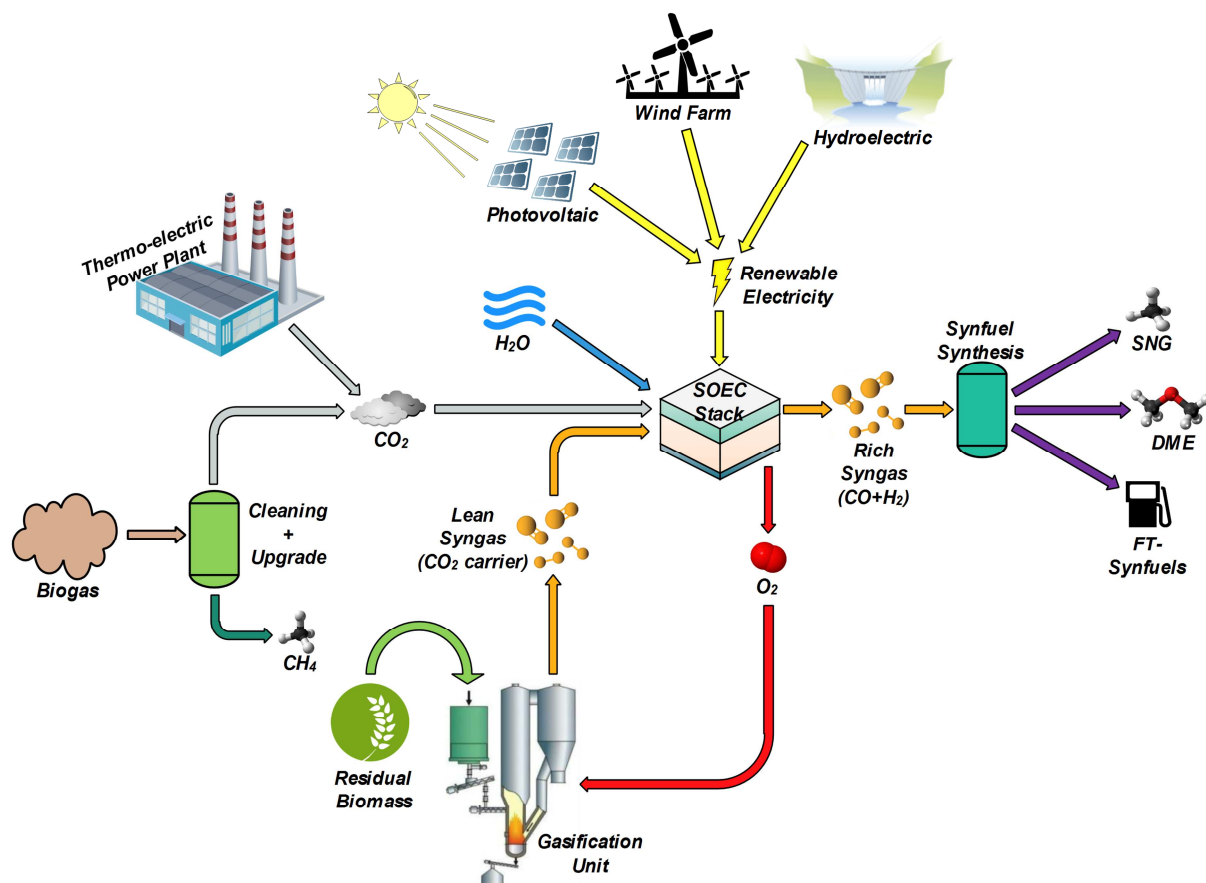 Wind Farm
Hydroelectric
Photovoltaic
Thermo-electric
Power Plant
Renewable
Electricity
H₂O
SOEC
Stack
Synfuel
Synthesis
SNG
CO₂
Rich
Syngas
(CO+H₂)
DME
Biogas
Cleaning
+
Upgrade
Lean
Syngas
(CO₂ carrier)
O₂
FT-
Synfuels
CH₄
Residual
Biomass
Gasification
Unit